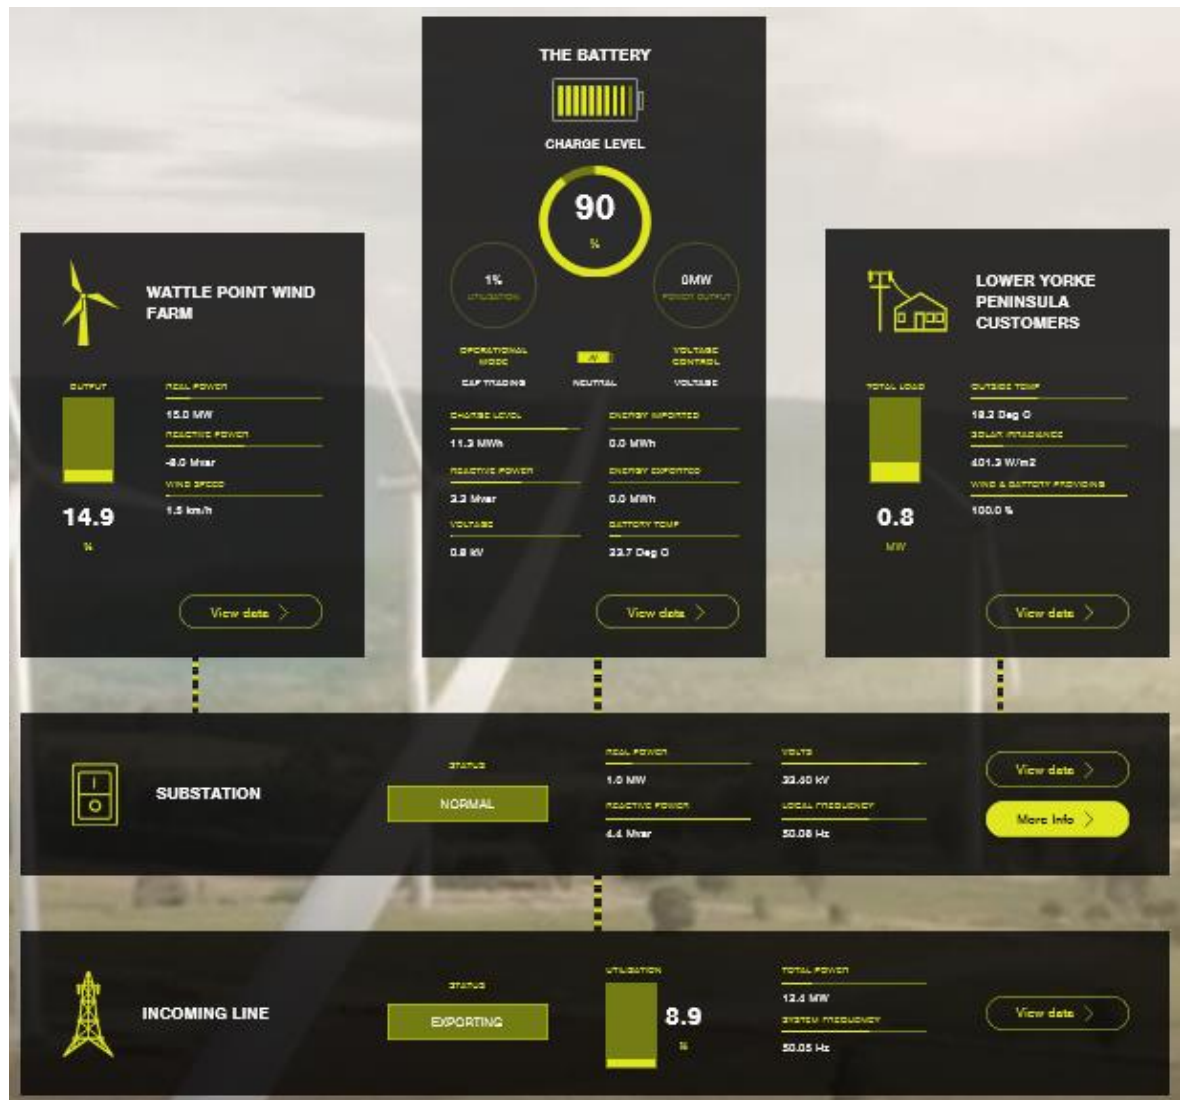 THE BATTERY
CHARGE LEVEL
90
%
1%
UTILISATION
0MW
POWER OUTPUT
OPERATIONAL
MODE
VOLTAGE
CONTROL
CAP TRADING
NEUTRAL
VOLTAGE
CHARGE LEVEL
11.3 MWh
ENERGY IMPORTED
0.0 MWh
REACTIVE POWER
ENERGY EXPORTED
0.0 MWh
VOLTAGE
0.8 kV
BATTERY TEMP
23.7 Deg C
View data
WATTLE POINT WIND
FARM
OUTPUT
14.9
%
REAL POWER
15.0 MW
REACTIVE POWER
-8.0 Mvar
WIND SPEED
1.5 km/h
View data
LOWER YORKE
PENINSULA
CUSTOMERS
TOTAL LOAD
0.8
MW
OUTSIDE TEMP
18.2 Deg C
SOLAR IRRADIANCE
401.3 W/m2
WIND & BATTERY PROVIDING
100.0 %
View data
SUBSTATION
STATUS
NORMAL
REAL POWER
1.0 MW
REACTIVE POWER
4.4 Mvar
VOLTS
33.40 kV
LOCAL FREQUENCY
50.08 Hz
View data
More Info
INCOMING LINE
STATUS
EXPORTING
UTILISATION
8.9
%
TOTAL POWER
12.4 MW
SYSTEM FREQUENCY
50.05 Hz
View data